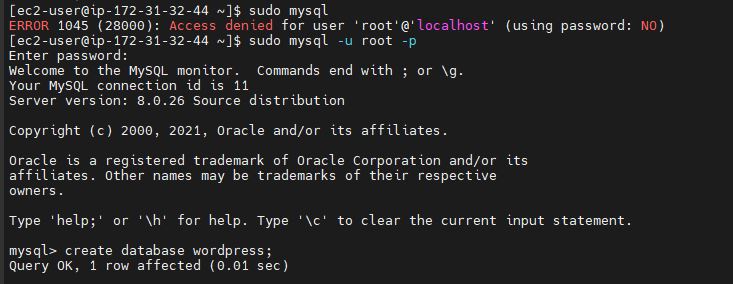 [ec2-user@ip-172-31-32-44 ~]$ sudo mysql
ERROR 1045 (28000): Access denied for user 'root'@'localhost' (using password: NO)
[ec2-user@ip-172-31-32-44 ~]$ sudo mysql -u root -p
Enter password:
Welcome to the MySQL monitor.  Commands end with ; or \g.
Your MySQL connection id is 11
Server version: 8.0.26 Source distribution
Copyright (c) 2000, 2021, Oracle and/or its affiliates.
Oracle is a registered trademark of Oracle Corporation and/or its
affiliates. Other names may be trademarks of their respective
owners.
Type 'help;' or '\h' for help. Type '\c' to clear the current input statement.
mysql> create database wordpress;
Query OK, 1 row affected (0.01 sec)